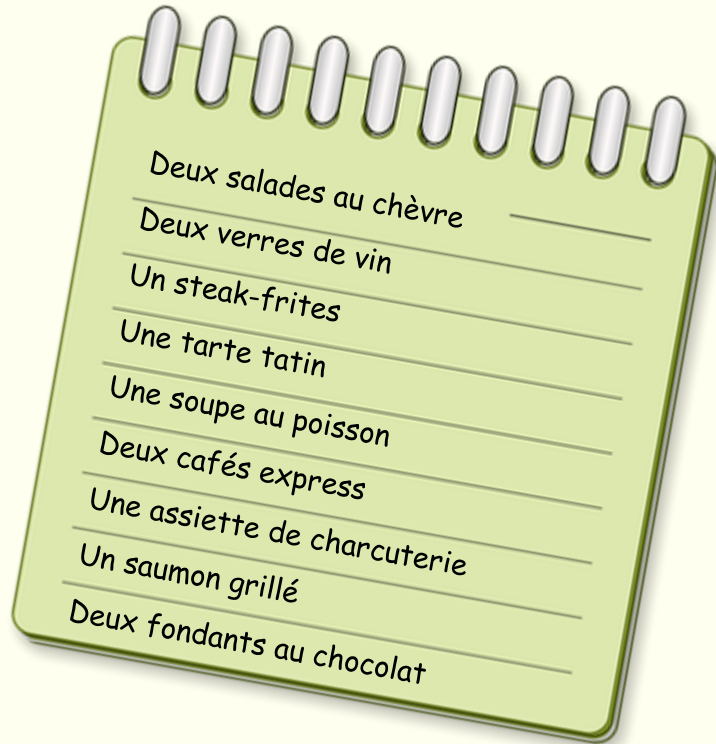 Deux salades au chèvre
Deux verres de vin
Un steak-frites
Une tarte tatin
Une soupe au poisson
Deux cafés express
Une assiette de charcuterie
Un saumon grillé
Deux fondants au chocolat